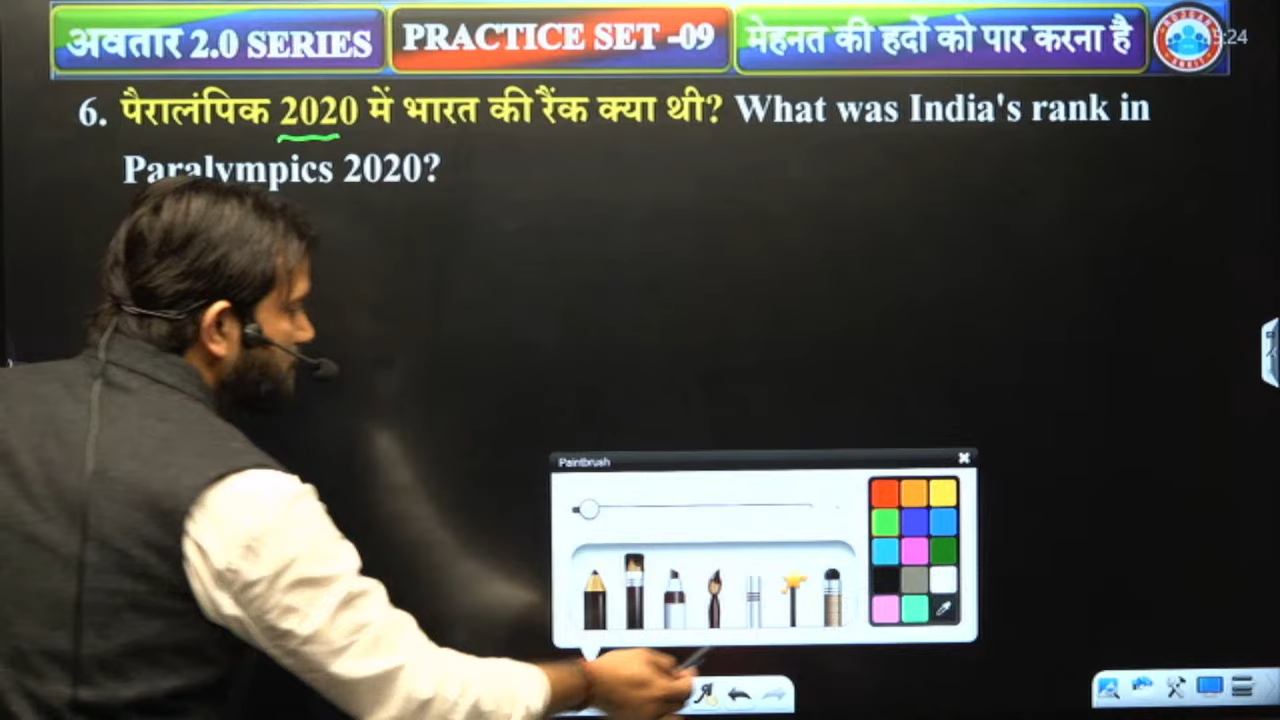 अवतार 2.0 SERIES
PRACTICE SET -09
मेहनत की हदों को पार करना है
:24
6. पैरालंपिक 2020 में भारत की रैंक क्या थी? What was India's rank in
Paralympics 2020?
Paintbrush